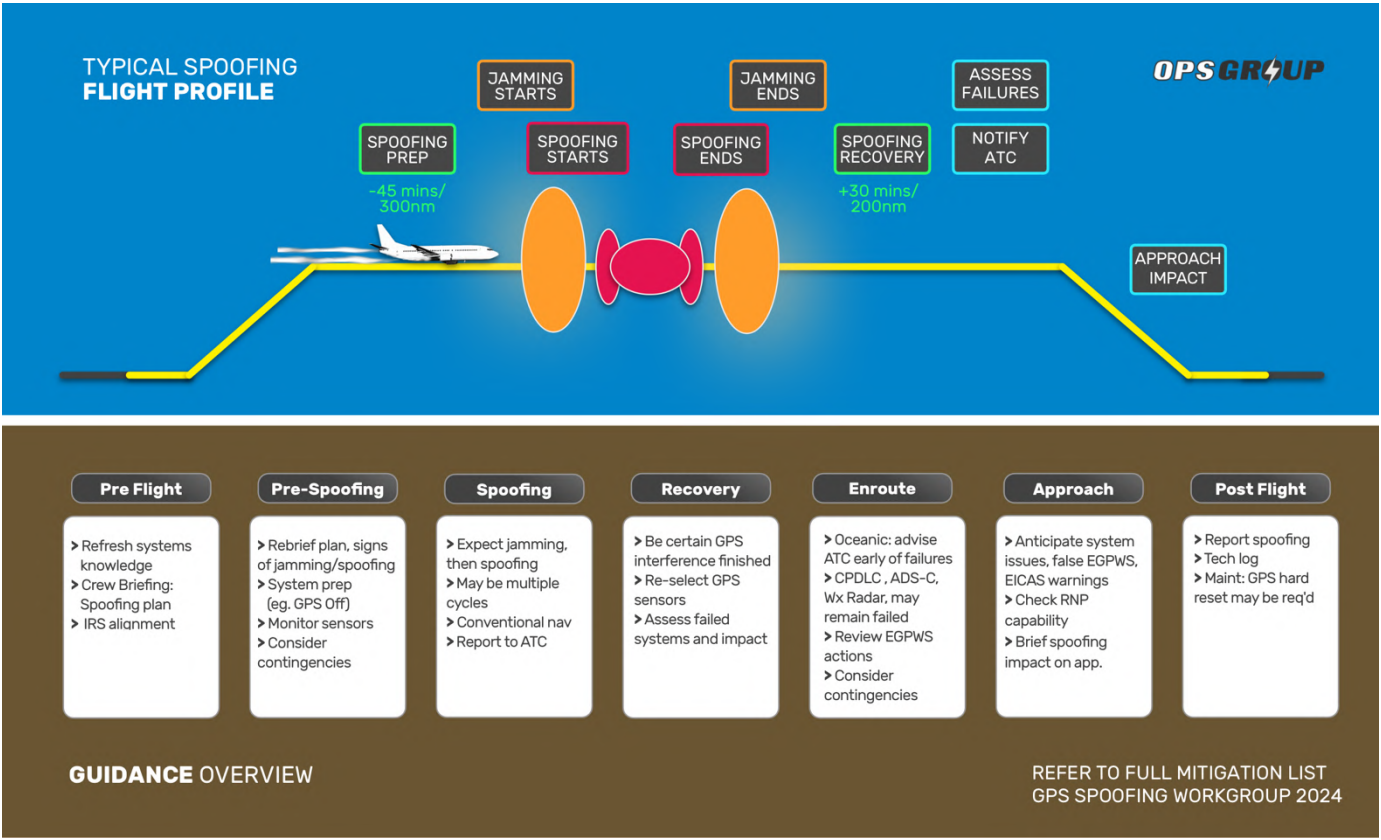 TYPICAL SPOOFING
FLIGHT PROFILE
JAMMING
STARTS
JAMMING
ENDS
ASSESS
FAILURES
OPSGROUP
SPOOFING
PREP
-45 mins/
300nm
SPOOFING
STARTS
SPOOFING
ENDS
SPOOFING
RECOVERY
+30 mins/
200nm
NOTIFY
ATC
APPROACH
IMPACT
Pre Flight
> Refresh systems
knowledge
> Crew Briefing:
Spoofing plan
> IRS alignment
Pre-Spoofing
> Rebrief plan, signs
of jamming/spoofing
> System prep
(eg. GPS Off)
> Monitor sensors
> Consider
contingencies
Spoofing
> Expect jamming,
then spoofing
> May be multiple
cycles
> Conventional nav
> Report to ATC
Recovery
> Be certain GPS
interference finished
> Re-select GPS
sensors
> Assess failed
systems and impact
Enroute
> Oceanic: advise
ATC early of failures
> CPDLC , ADS-C,
Wx Radar, may
remain failed
> Review EGPWS
actions
> Consider
contingencies
Approach
> Anticipate system
issues, false EGPWS,
EICAS warnings
> Check RNP
capability
> Brief spoofing
impact on app.
Post Flight
> Report spoofing
> Tech log
> Maint: GPS hard
reset may be req'd
GUIDANCE OVERVIEW
REFER TO FULL MITIGATION LIST
GPS SPOOFING WORKGROUP 2024